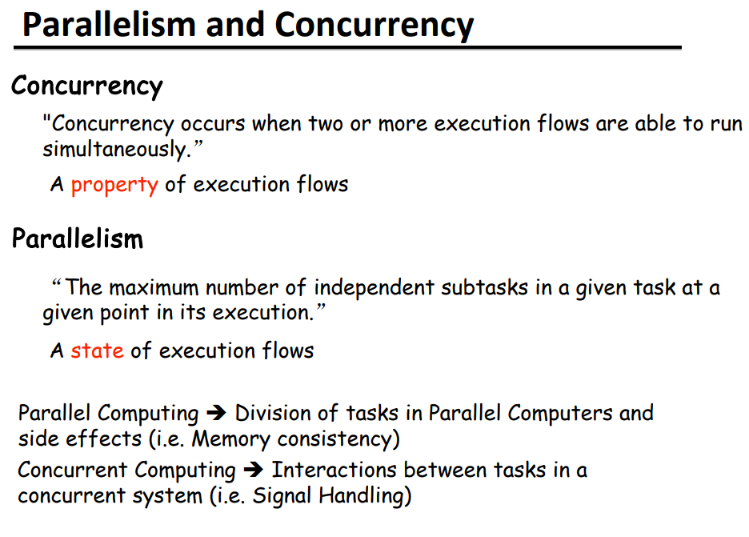 Parallelism and Concurrency
Concurrency
"Concurrency occurs when two or more execution flows are able to run
simultaneously.”
A property of execution flows
Parallelism
“The maximum number of independent subtasks in a given task at a
given point in its execution.”
A state of execution flows
Parallel Computing ➔ Division of tasks in Parallel Computers and
side effects (i.e. Memory consistency)
Concurrent Computing ➔ Interactions between tasks in a
concurrent system (i.e. Signal Handling)